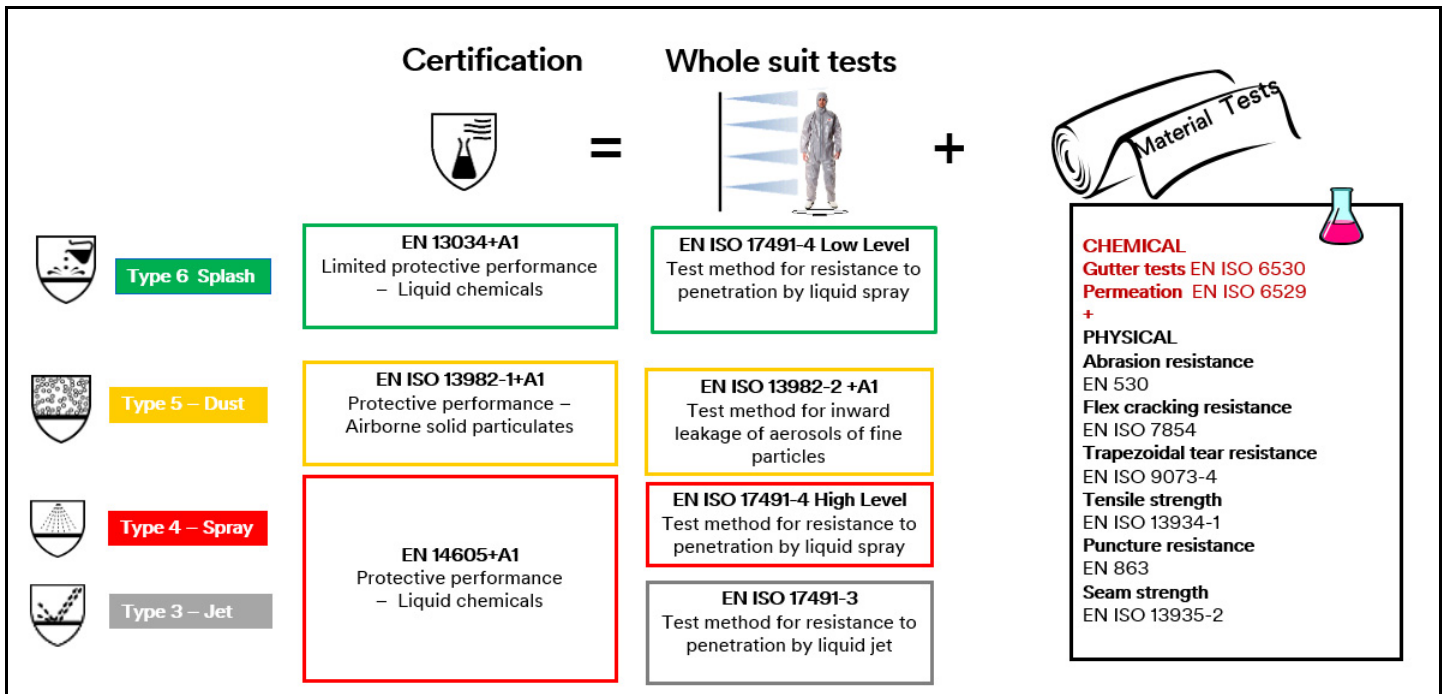 Certification
Whole suit tests
=
+
Material Tests
Type 6 Splash
EN 13034+A1
Limited protective performance
– Liquid chemicals
EN ISO 17491-4 Low Level
Test method for resistance to
penetration by liquid spray
Type 5 – Dust
EN ISO 13982-1+A1
Protective performance –
Airborne solid particulates
EN ISO 13982-2 +A1
Test method for inward
leakage of aerosols of fine
particles
Type 4 – Spray
EN ISO 17491-4 High Level
Test method for resistance to
penetration by liquid spray
EN 14605+A1
Protective performance
– Liquid chemicals
Type 3 – Jet
EN ISO 17491-3
Test method for resistance to
penetration by liquid jet
CHEMICAL
Gutter tests EN ISO 6530
Permeation EN ISO 6529
+
PHYSICAL
Abrasion resistance
EN 530
Flex cracking resistance
EN ISO 7854
Trapezoidal tear resistance
EN ISO 9073-4
Tensile strength
EN ISO 13934-1
Puncture resistance
EN 863
Seam strength
EN ISO 13935-2